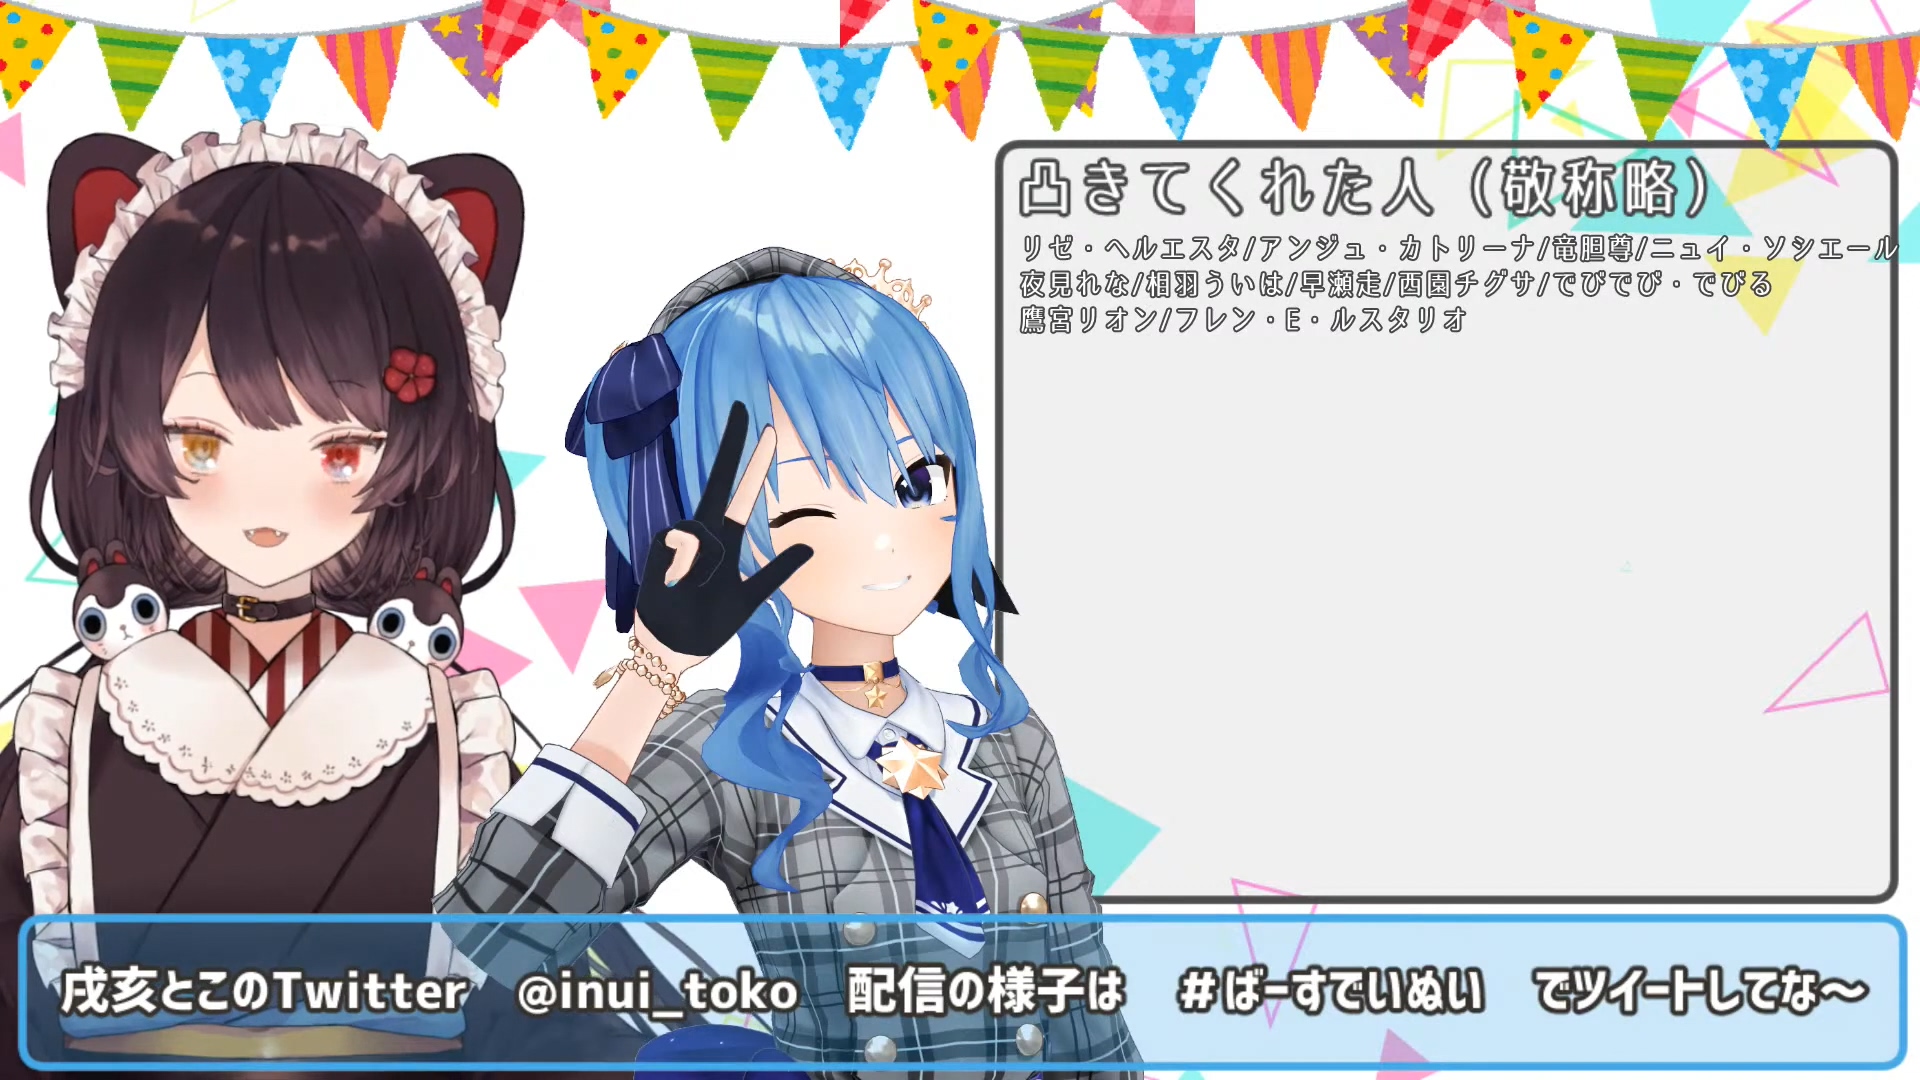 凸きてくれた人（敬称略）
リゼ・ヘルエスタ/アンジュ・カトリーナ/竜胆尊/ニュイ・ソシエール
夜見れな/相羽ういは/早瀬走/西園チグサ/でびでび・でびる
鷹宮リオン/フレン・E・ルスタリオ
戌亥とこのTwitter　@inui_toko　配信の様子は　#ばーすでいぬい　でツイートしてな～